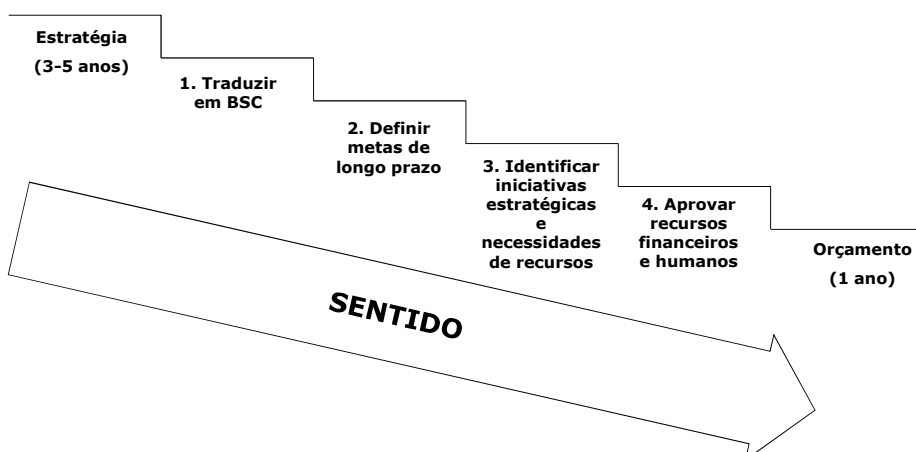 Estratégia
(3-5 anos)
1. Traduzir
em BSC
2. Definir
metas de
longo prazo
3. Identificar
iniciativas
estratégicas
e
necessidades
de recursos
4. Aprovar
recursos
financeiros
e humanos
Orçamento
(1 ano)
SENTIDO